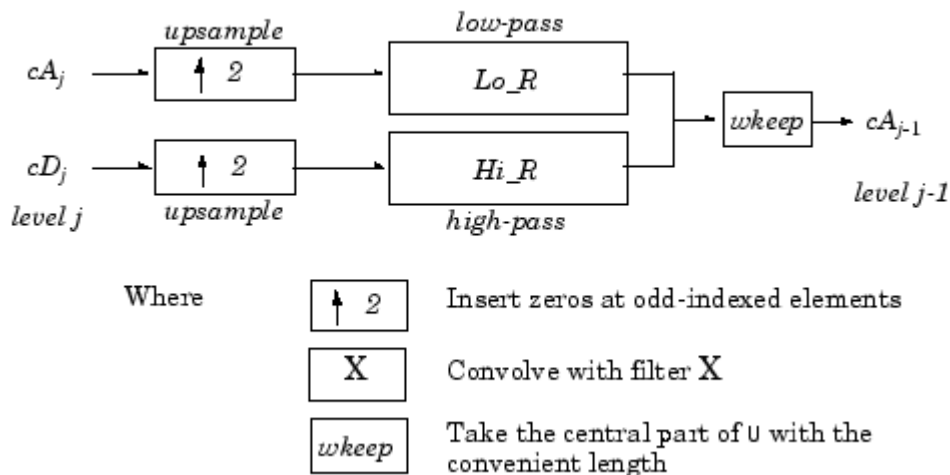 upsample
low-pass
cAj
2
Lo_R
wkeep
cAj-1
cDj
2
Hi_R
level j
upsample
high-pass
level j-1
Where
2
Insert zeros at odd-indexed elements
X
Convolve with filter X
wkeep
Take the central part of U with the
convenient length